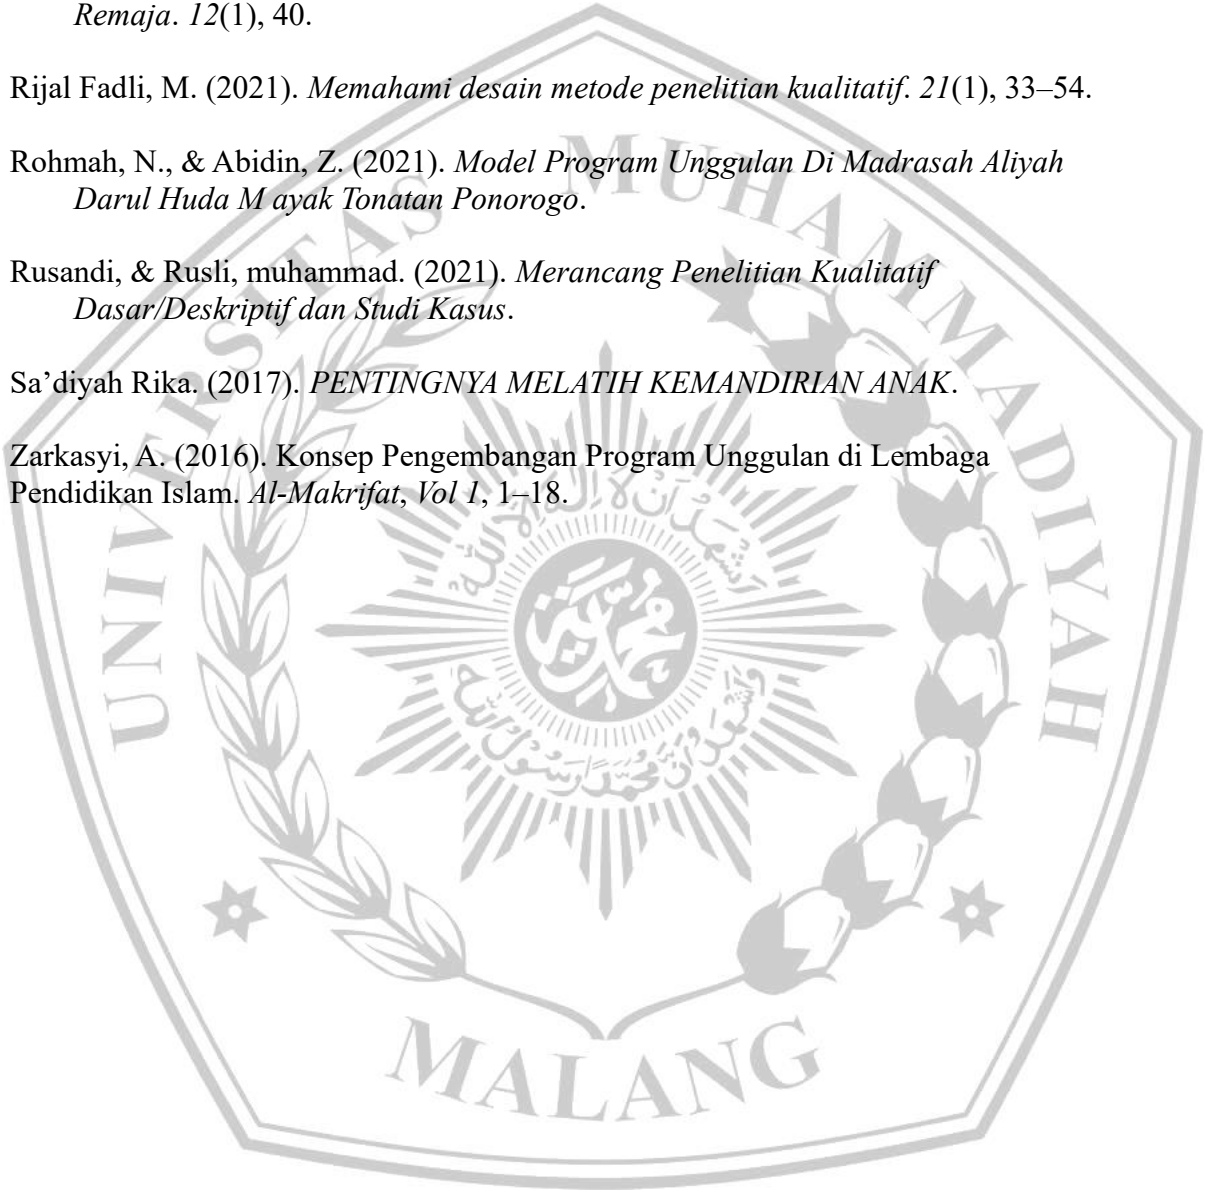 Remaja. 12(1), 40.
Rijal Fadli, M. (2021). Memahami desain metode penelitian kualitatif. 21(1), 33–54.
Rohmah, N., & Abidin, Z. (2021). Model Program Unggulan Di Madrasah Aliyah
Darul Huda M ayak Tonatan Ponorogo.
Rusandi, & Rusli, muhammad. (2021). Merancang Penelitian Kualitatif
Dasar/Deskriptif dan Studi Kasus.
Sa’diyah Rika. (2017). PENTINGNYA MELATIH KEMANDIRIAN ANAK.
Zarkasyi, A. (2016). Konsep Pengembangan Program Unggulan di Lembaga
Pendidikan Islam. Al-Makrifat, Vol 1, 1–18.
UNIVERSITAS MUHAMMADIYAH
MALANG